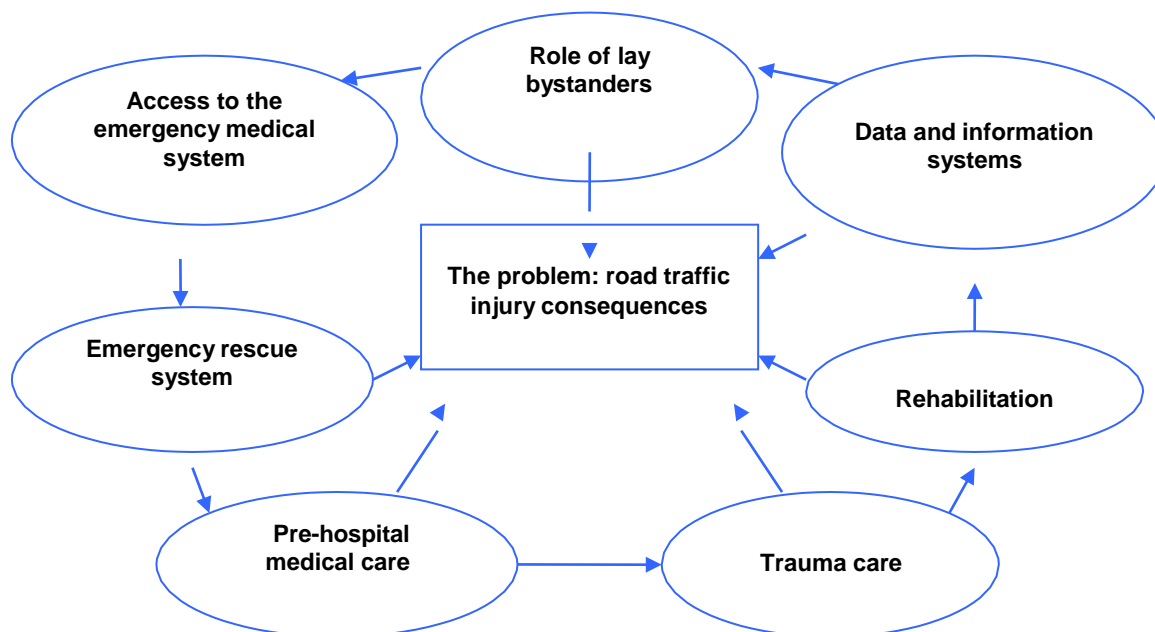 Role of lay
bystanders
Access to the
emergency medical
system
Data and information
systems
The problem: road traffic
injury consequences
Emergency rescue
system
Rehabilitation
Pre-hospital
medical care
Trauma care